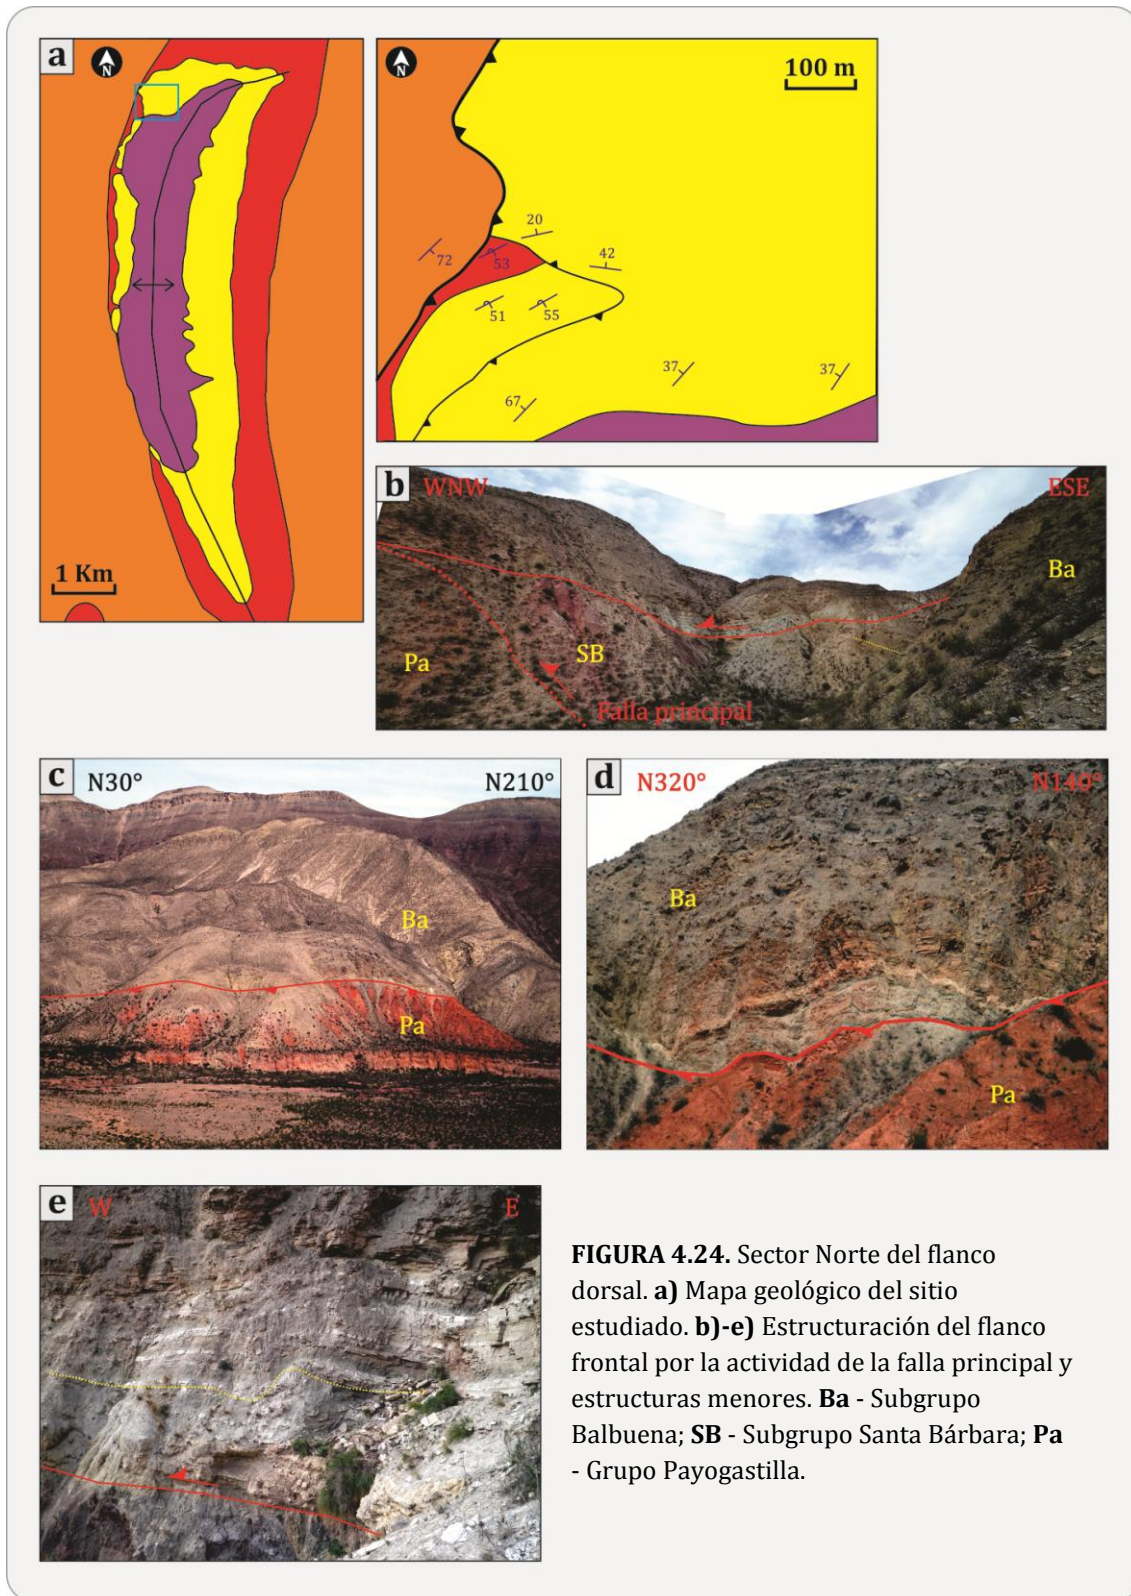 a
N
1 Km
N
100 m
20
72
53
42
51
55
37
37
67
b
WNW
ESE
Ba
Pa
SB
Falla principal
c
N30°
N210°
Ba
Pa
d
N320°
N140°
Ba
Pa
e
W
E
FIGURA 4.24. Sector Norte del flanco
dorsal. a) Mapa geológico del sitio
estudiado. b)-e) Estructuración del flanco
frontal por la actividad de la falla principal y
estructuras menores. Ba - Subgrupo
Balbuena; SB - Subgrupo Santa Bárbara; Pa
- Grupo Payogastilla.